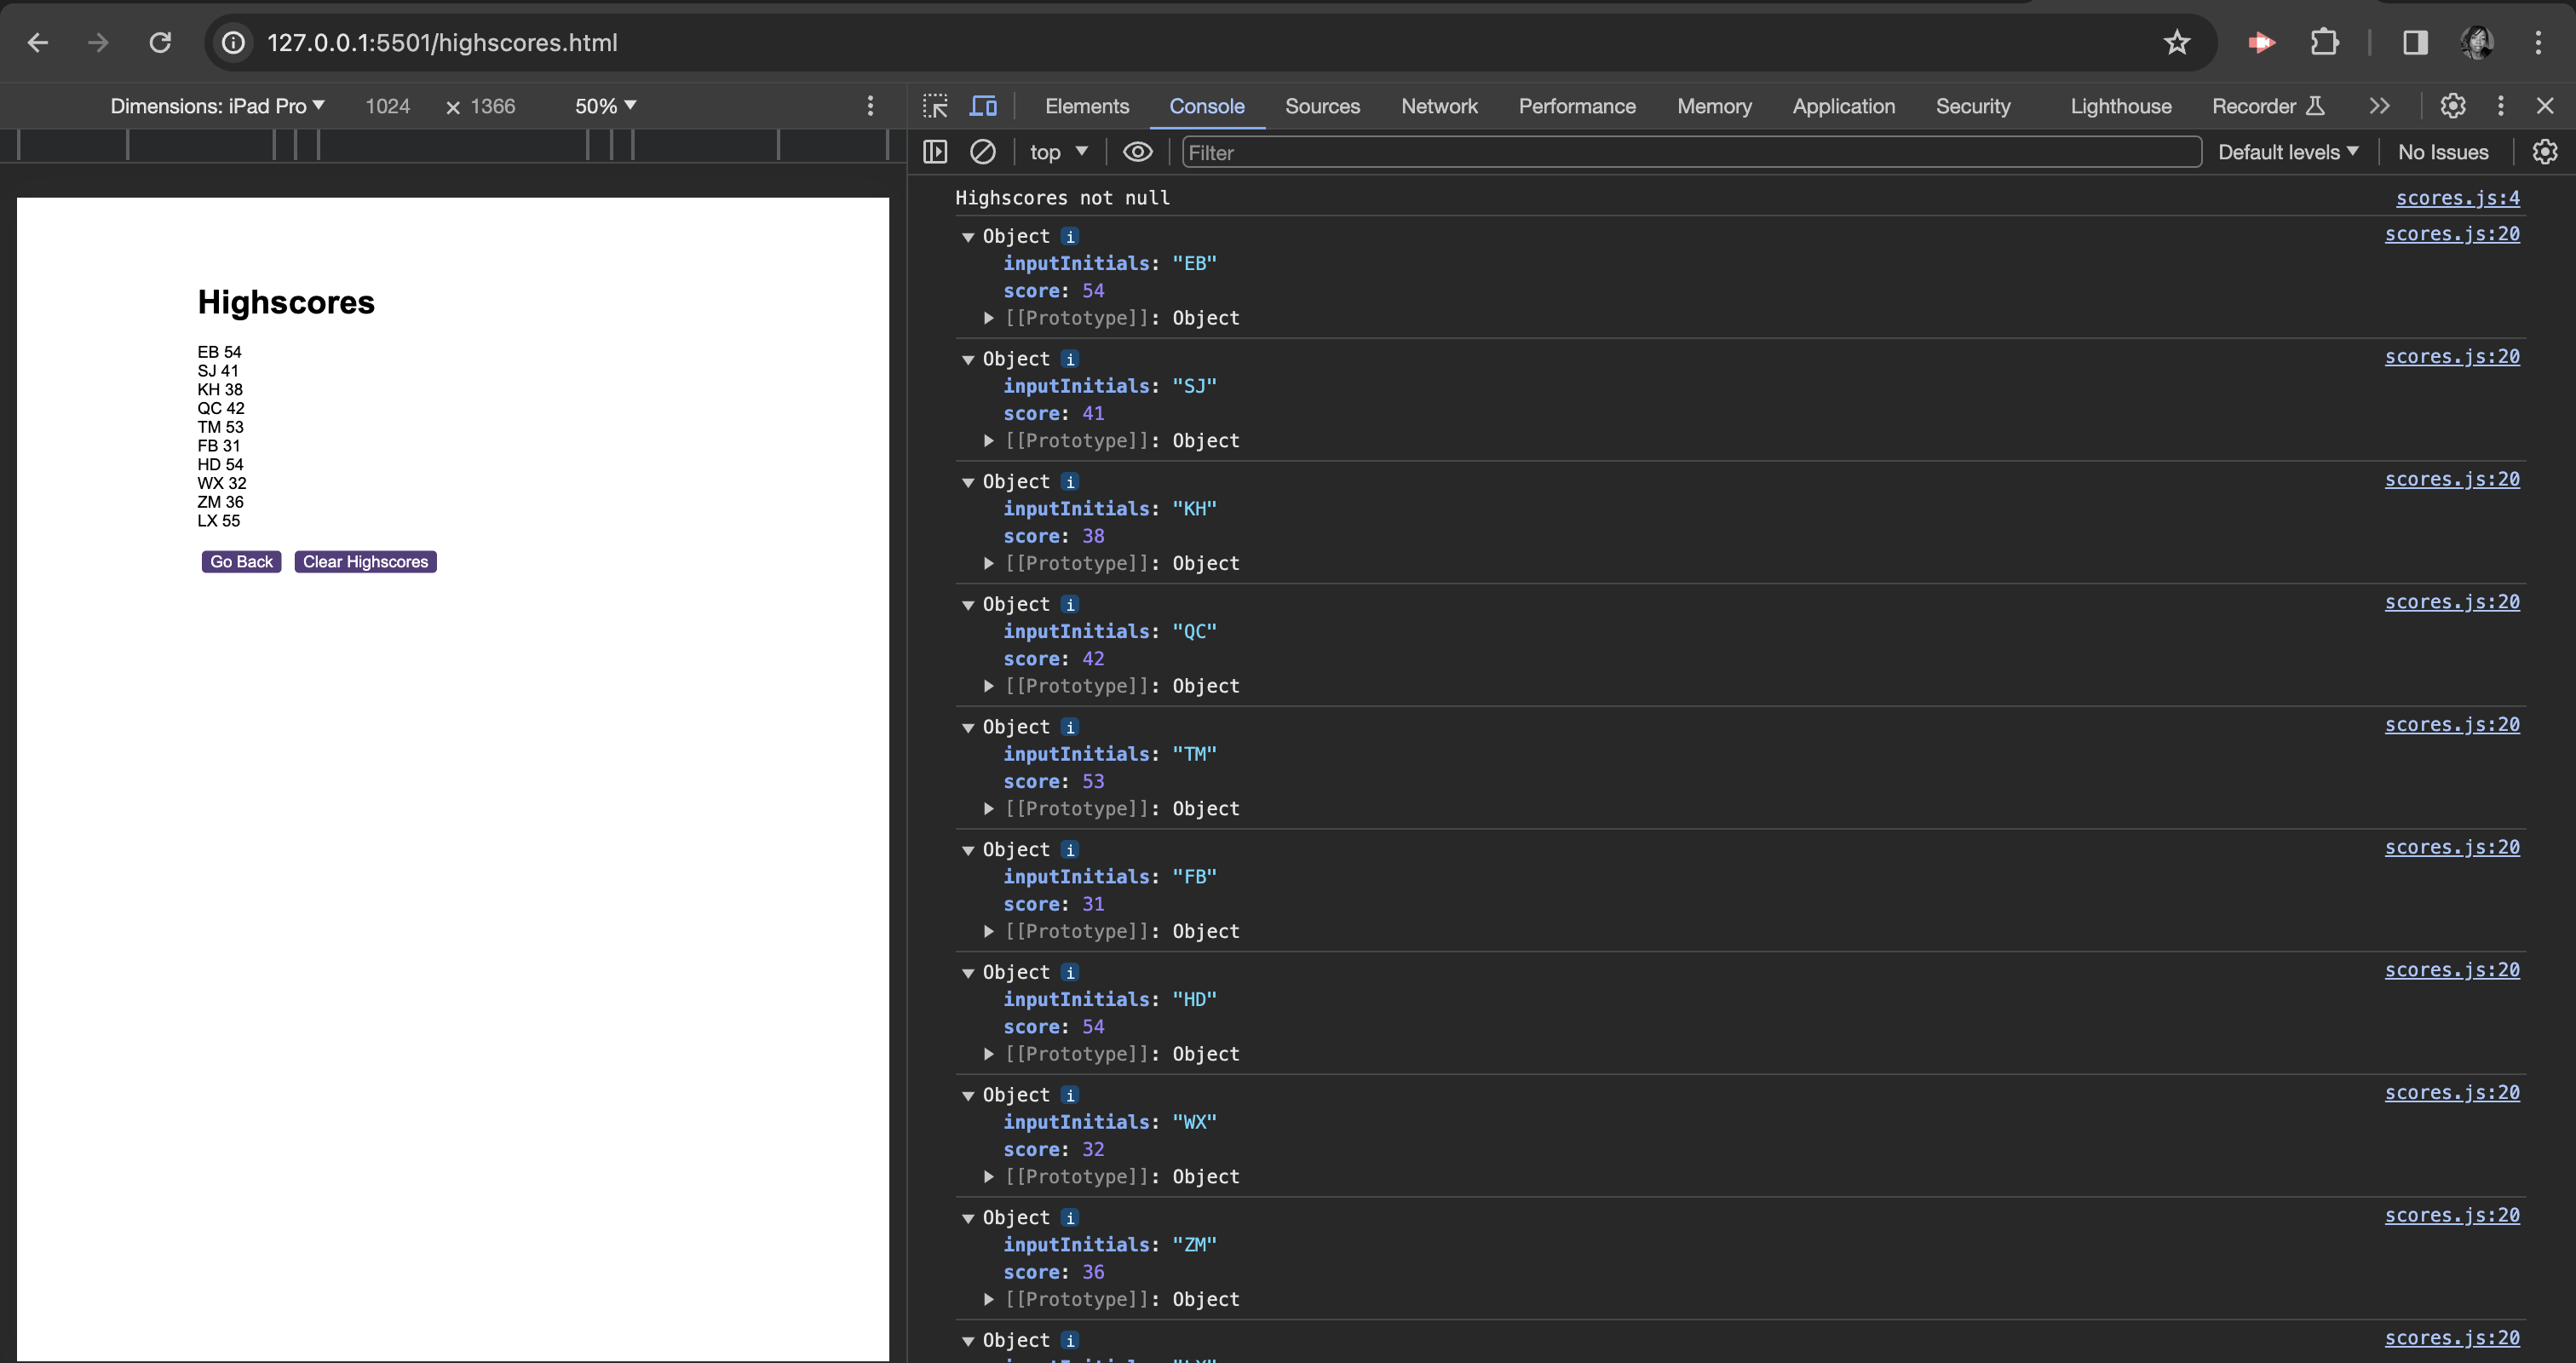 127.0.0.1:5501/highscores.html
Dimensions: iPad Pro 1024 × 1366 50%
Elements Console Sources Network Performance Memory Application Security Lighthouse Recorder
top Filter Default levels No Issues
Highscores
EB 54
SJ 41
KH 38
QC 42
TM 53
FB 31
HD 54
WX 32
ZM 36
LX 55
Go Back Clear Highscores
Highscores not null scores.js:4
Object i scores.js:20
inputInitials: "EB"
score: 54
[[Prototype]]: Object
Object i scores.js:20
inputInitials: "SJ"
score: 41
[[Prototype]]: Object
Object i scores.js:20
inputInitials: "KH"
score: 38
[[Prototype]]: Object
Object i scores.js:20
inputInitials: "QC"
score: 42
[[Prototype]]: Object
Object i scores.js:20
inputInitials: "TM"
score: 53
[[Prototype]]: Object
Object i scores.js:20
inputInitials: "FB"
score: 31
[[Prototype]]: Object
Object i scores.js:20
inputInitials: "HD"
score: 54
[[Prototype]]: Object
Object i scores.js:20
inputInitials: "WX"
score: 32
[[Prototype]]: Object
Object i scores.js:20
inputInitials: "ZM"
score: 36
[[Prototype]]: Object
Object i scores.js:20